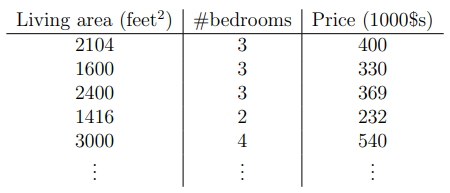 Living area (feet²) #bedrooms Price (1000$s)
2104 3 400
1600 3 330
2400 3 369
1416 2 232
3000 4 540
⋮ ⋮ ⋮